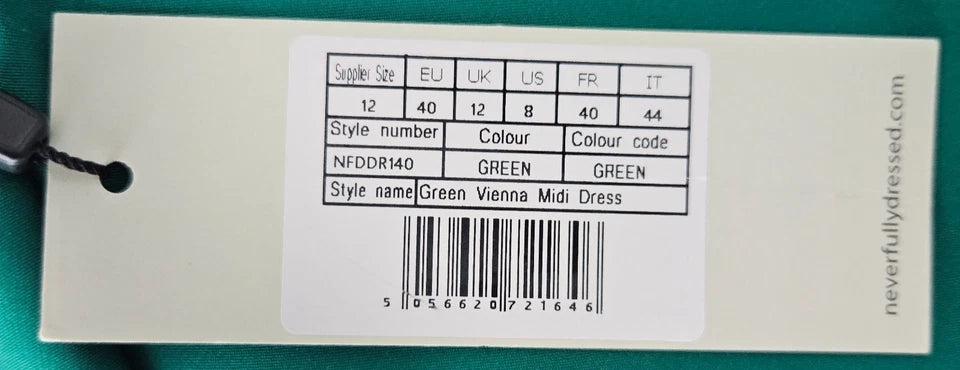 Supplier Size EU UK US FR IT
12 40 12 8 40 44
Style number Colour Colour code
NFDDR140 GREEN GREEN
Style name Green Vienna Midi Dress
5 056620 721646
neverfullydressed.com